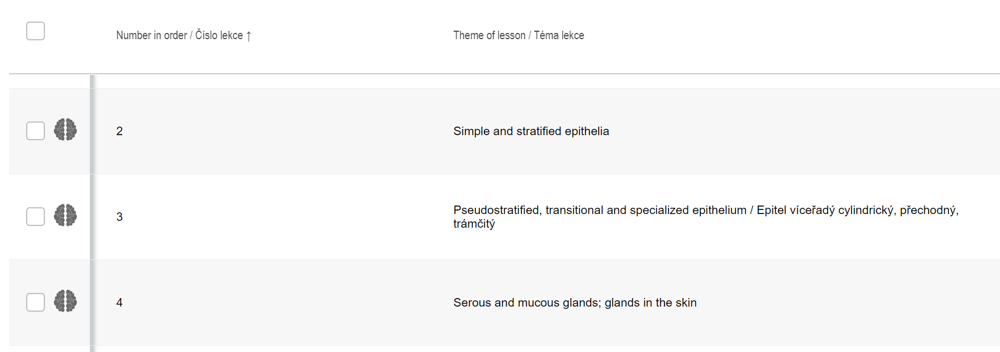 Number in order / Číslo lekce ↑
Theme of lesson / Téma lekce
2
Simple and stratified epithelia
3
Pseudostratified, transitional and specialized epithelium / Epitel víceřadý cylindrický, přechodný,
trámčitý
4
Serous and mucous glands; glands in the skin